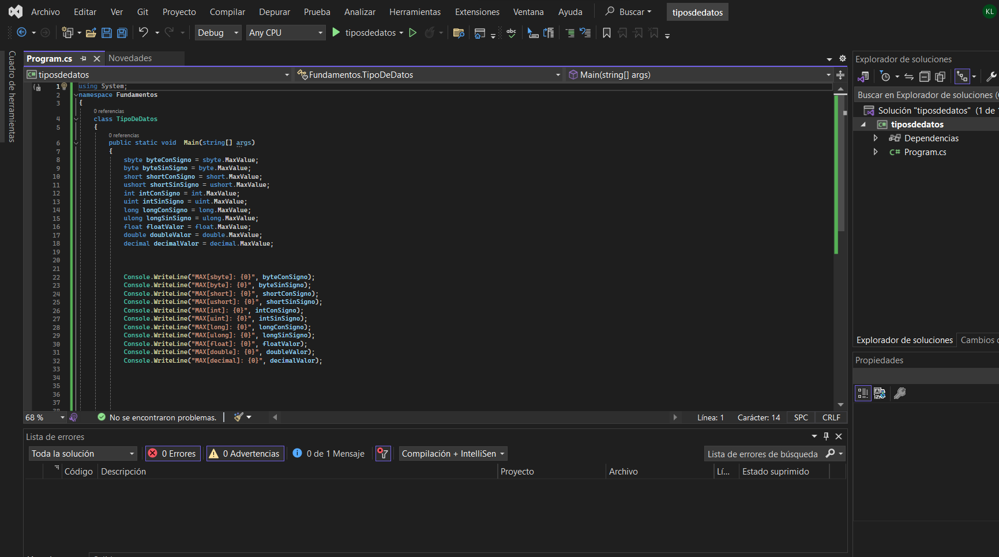 Archivo Editar Ver Git Proyecto Compilar Depurar Prueba Analizar Herramientas Extensiones Ventana Ayuda Buscar tiposdedatos KL
Debug Any CPU tiposdedatos abc
Cuadro de herramientas
Program.cs Novedades
C# tiposdedatos Fundamentos.TipoDeDatos Main(string[] args)
1 using System;
2 namespace Fundamentos
3 {
0 referencias
4 class TipoDeDatos
5 {
0 referencias
6 public static void Main(string[] args)
7 {
8 sbyte byteConSigno = sbyte.MaxValue;
9 byte byteSinSigno = byte.MaxValue;
10 short shortConSigno = short.MaxValue;
11 ushort shortSinSigno = ushort.MaxValue;
12 int intConSigno = int.MaxValue;
13 uint intSinSigno = uint.MaxValue;
14 long longConSigno = long.MaxValue;
15 ulong longSinSigno = ulong.MaxValue;
16 float floatValor = float.MaxValue;
17 double doubleValor = double.MaxValue;
18 decimal decimalValor = decimal.MaxValue;
19
20
21
22 Console.WriteLine("MAX[sbyte]: {0}", byteConSigno);
23 Console.WriteLine("MAX[byte]: {0}", byteSinSigno);
24 Console.WriteLine("MAX[short]: {0}", shortConSigno);
25 Console.WriteLine("MAX[ushort]: {0}", shortSinSigno);
26 Console.WriteLine("MAX[int]: {0}", intConSigno);
27 Console.WriteLine("MAX[uint]: {0}", intSinSigno);
28 Console.WriteLine("MAX[long]: {0}", longConSigno);
29 Console.WriteLine("MAX[ulong]: {0}", longSinSigno);
30 Console.WriteLine("MAX[float]: {0}", floatValor);
31 Console.WriteLine("MAX[double]: {0}", doubleValor);
32 Console.WriteLine("MAX[decimal]: {0}", decimalValor);
33
34
35
36
37
68 % No se encontraron problemas. Línea: 1 Carácter: 14 SPC CRLF
Lista de errores
Toda la solución 0 Errores 0 Advertencias 0 de 1 Mensaje Compilación + IntelliSen Lista de errores de búsqueda
Código Descripción Proyecto Archivo Lí... Estado suprimido
Explorador de soluciones
Buscar en Explorador de soluciones (
Solución "tiposdedatos" (1 de
C# tiposdedatos
Dependencias
C# Program.cs
Explorador de soluciones Cambios
Propiedades